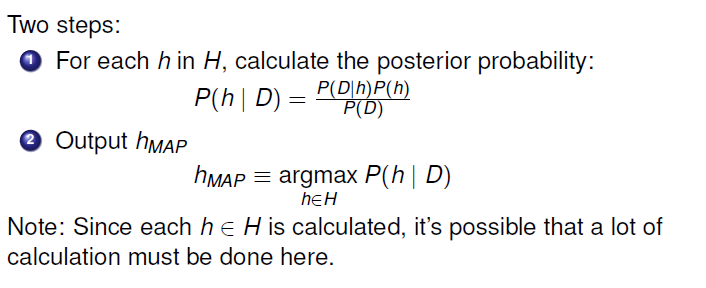 Two steps:
1 For each h in H, calculate the posterior probability:
P(h | D) = P(D|h)P(h) / P(D)
2 Output hMAP
hMAP ≡ argmax P(h | D)
h∈H
Note: Since each h ∈ H is calculated, it's possible that a lot of
calculation must be done here.